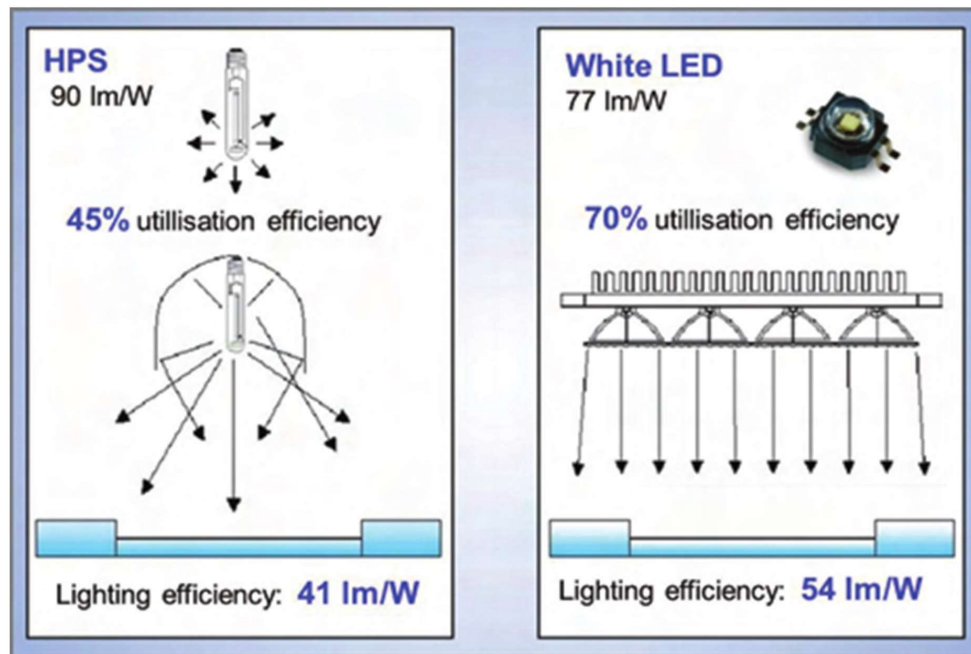 HPS
90 lm/W
45% utillisation efficiency
Lighting efficiency: 41 lm/W
White LED
77 lm/W
70% utillisation efficiency
Lighting efficiency: 54 lm/W